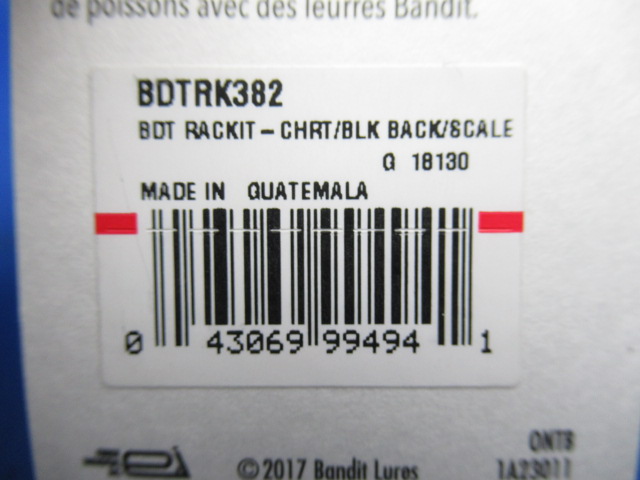 de poissons avec des leurres Bandit.
BDTRK382
BDT RACKIT - CHRT/BLK BACK/SCALE
G 18130
MADE IN GUATEMALA
0 43069 99494 1
©2017 Bandit Lures
ONT8
1A23011